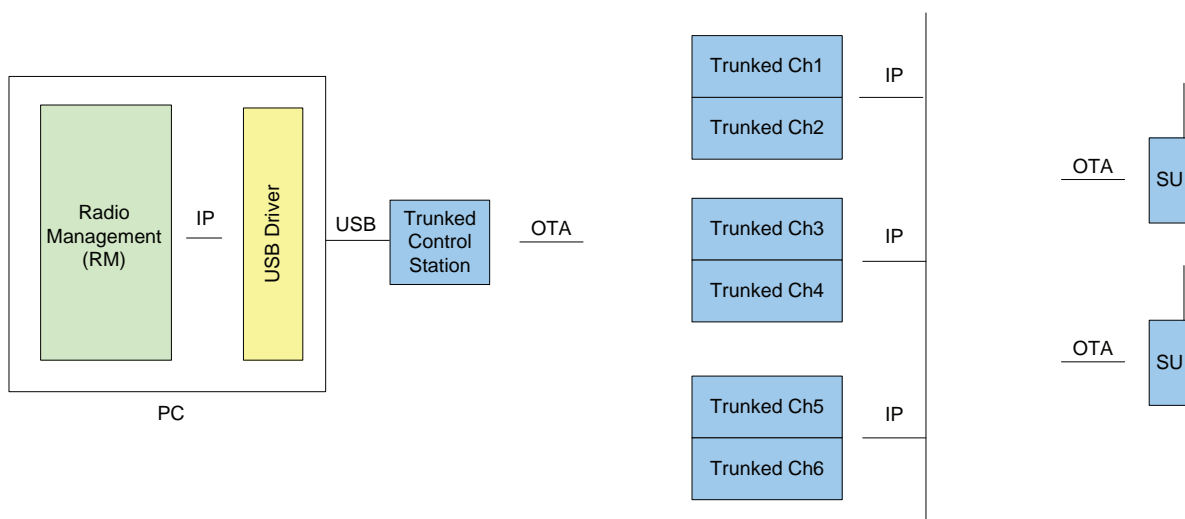 Radio
Management
(RM)
IP
USB Driver
PC
USB
Trunked
Control
Station
OTA
Trunked Ch1
Trunked Ch2
IP
Trunked Ch3
Trunked Ch4
IP
Trunked Ch5
Trunked Ch6
IP
OTA
SU
OTA
SU